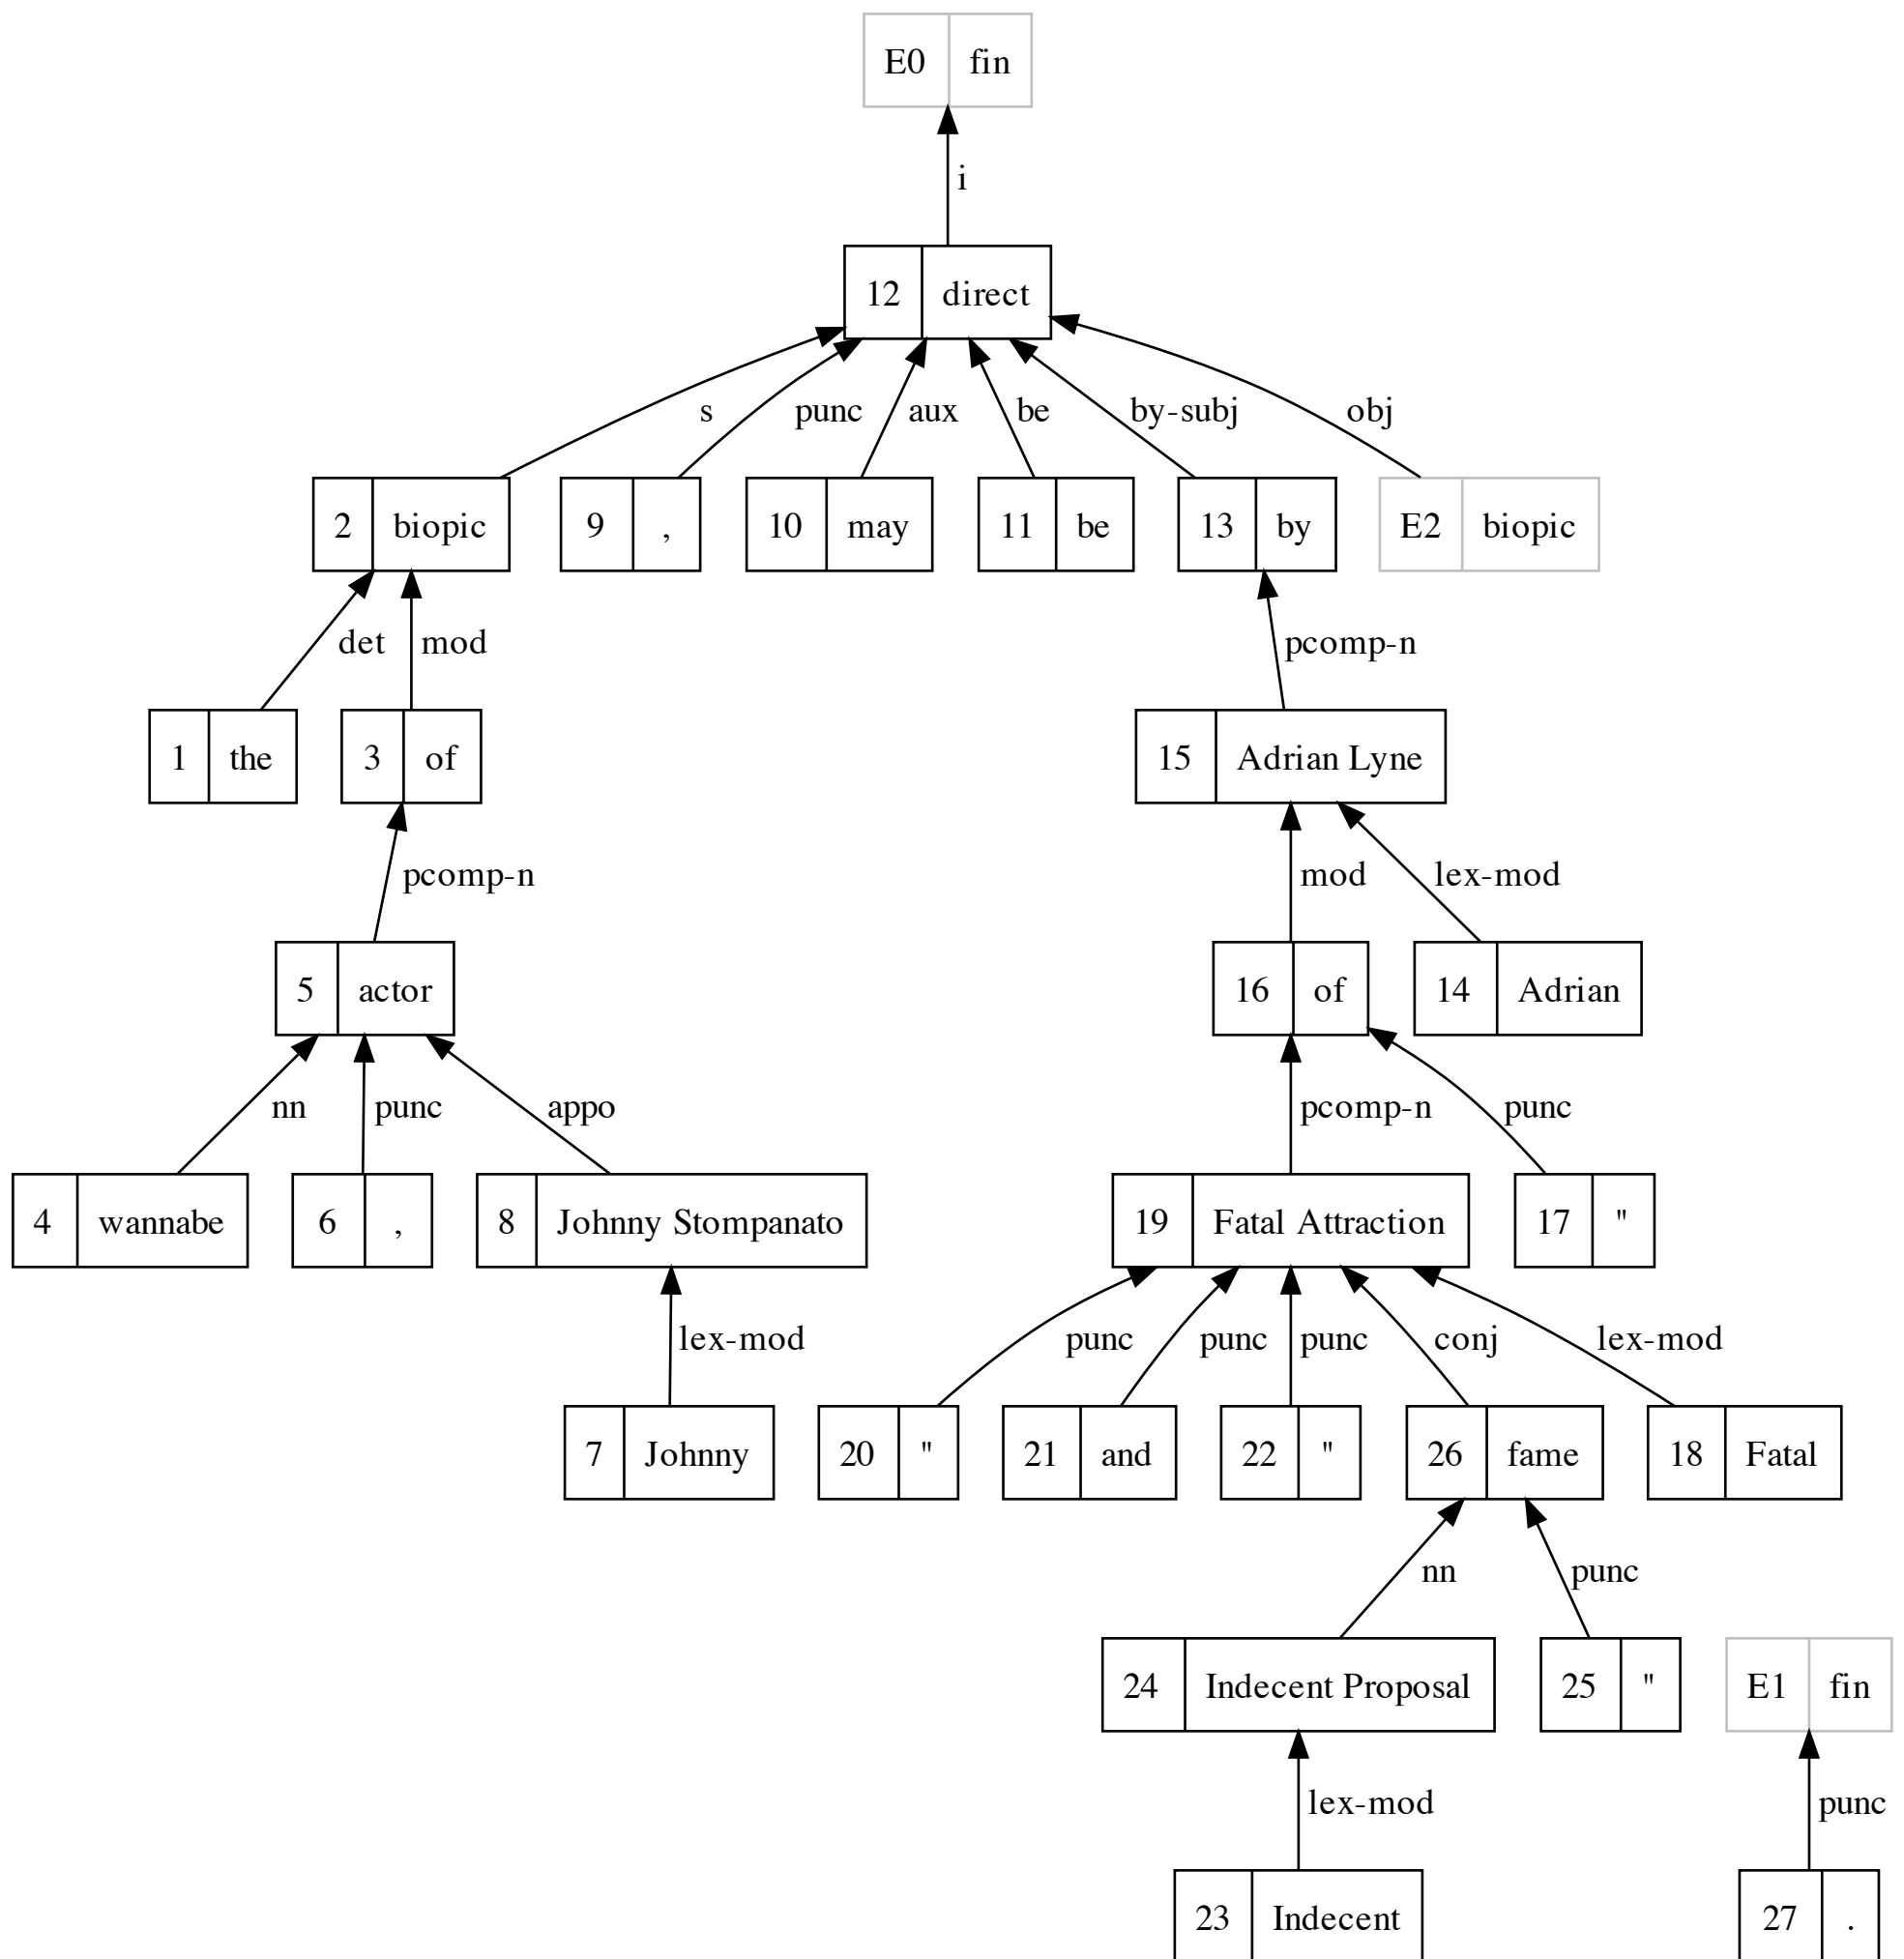 E0 fin
i
12 direct
s punc aux be by-subj obj
2 biopic 9 , 10 may 11 be 13 by E2 biopic
det mod pcomp-n
1 the 3 of 15 Adrian Lyne
pcomp-n mod lex-mod
5 actor 16 of 14 Adrian
nn punc appo pcomp-n punc
4 wannabe 6 , 8 Johnny Stompanato 19 Fatal Attraction 17 "
lex-mod punc punc punc conj lex-mod
7 Johnny 20 " 21 and 22 " 26 fame 18 Fatal
nn punc
24 Indecent Proposal 25 " E1 fin
lex-mod punc
23 Indecent 27 .